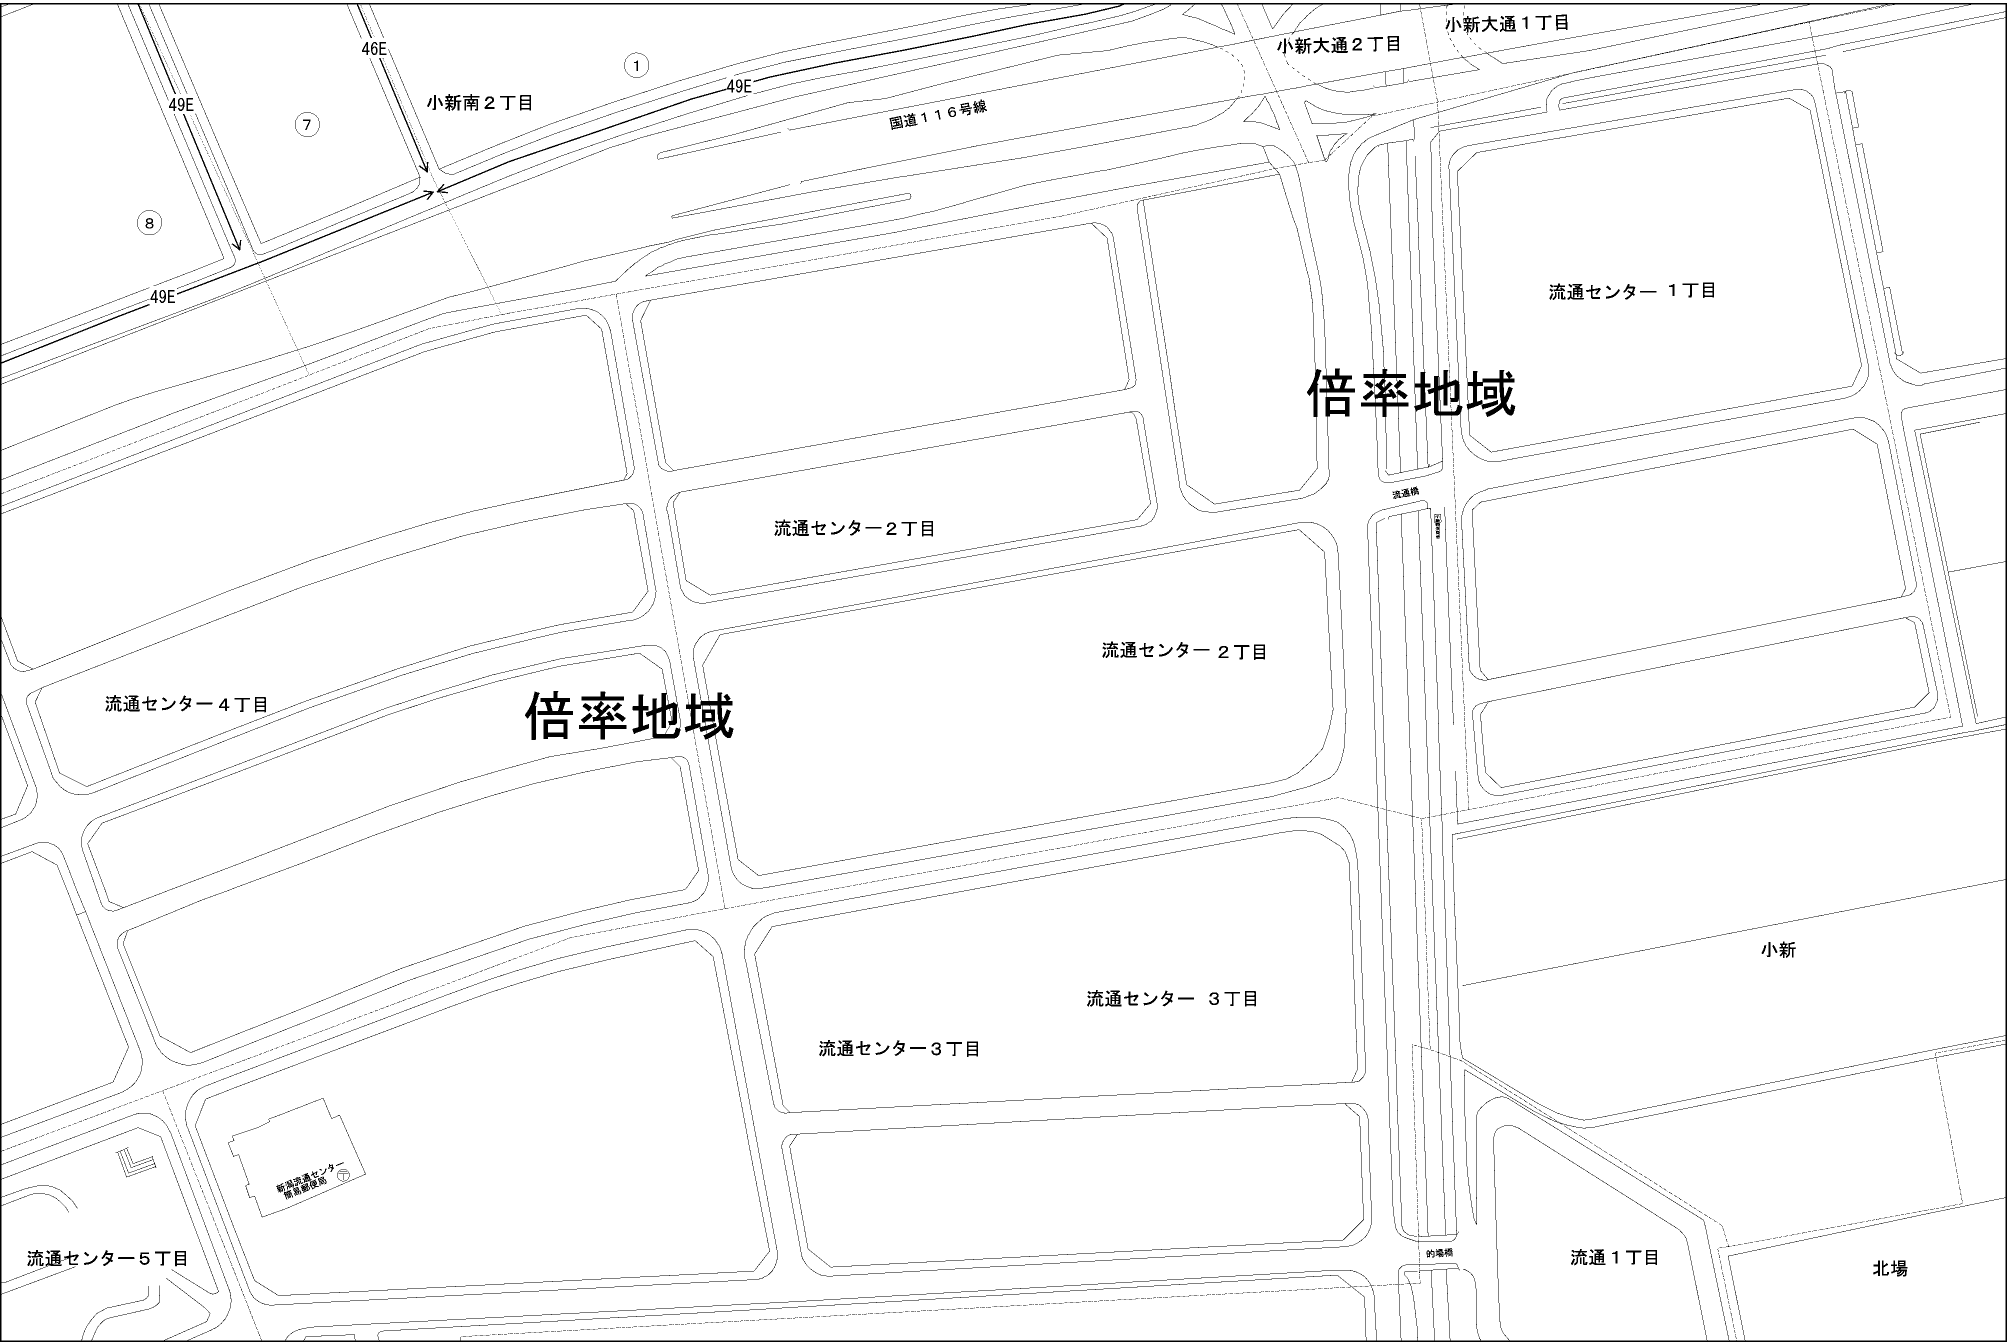 小新大通１丁目
小新大通２丁目
46E
①
49E
49E
小新南２丁目
国道１１６号線
⑦
⑧
49E
流通センター １丁目
倍率地域
流通橋
流通センター２丁目
流通センター ２丁目
流通センター４丁目
倍率地域
小新
流通センター ３丁目
流通センター３丁目
新潟流通センター
簡易郵便局
流通センター５丁目
的場橋
流通１丁目
北場